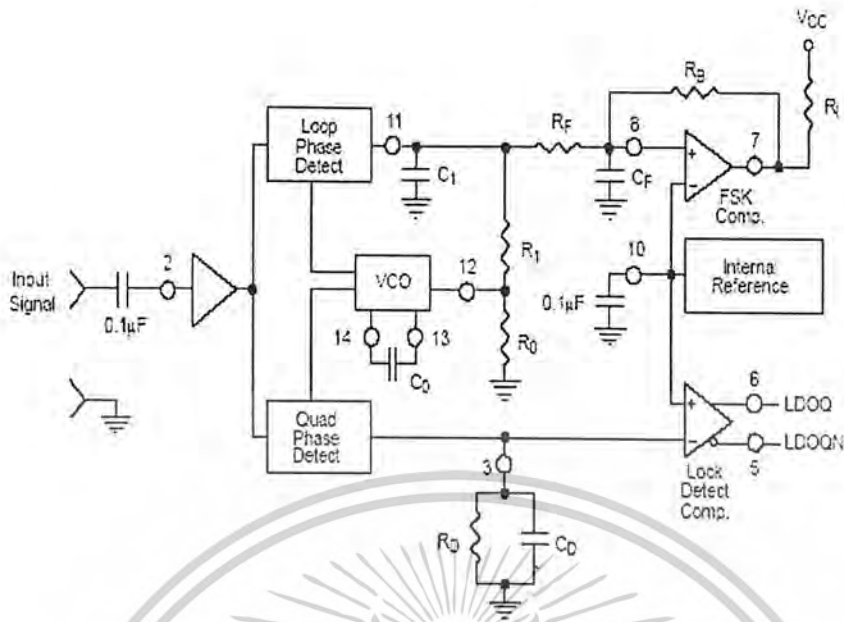 VCC
RB
R
Loop
Phase
Detect
11
RF
8
7
C1
CF
FSK
Comp.
R1
10
2
Input
Signal
0.1µF
VCO
12
Internal
Reference
0.1µF
14
13
C0
R0
6
LDOQ
Quad
Phase
Detect
5
LDOQN
3
Lock
Detect
Comp.
RD
CD
+
−
+
−